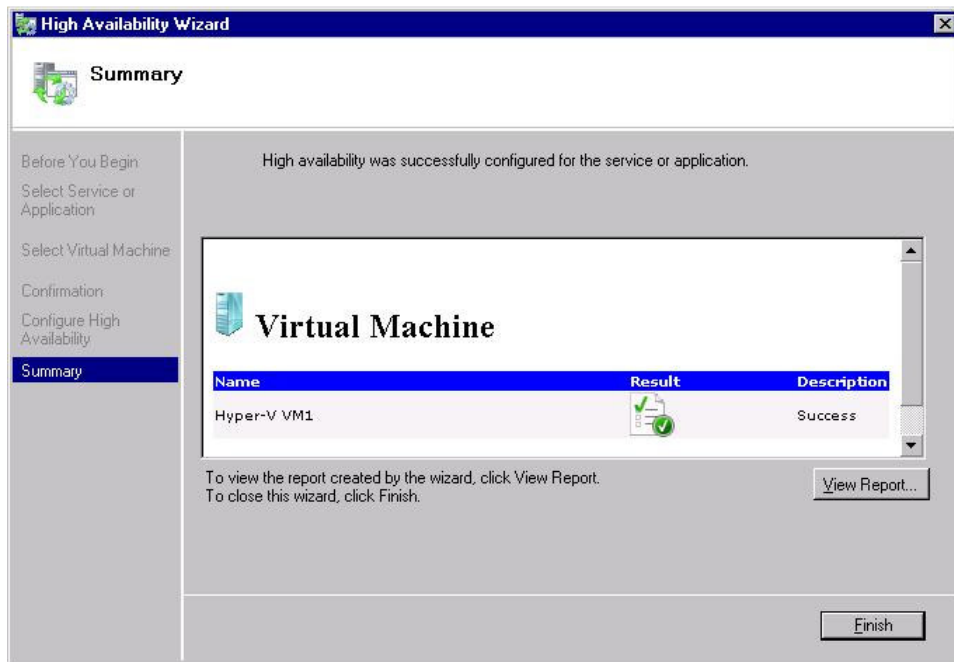 High Availability Wizard
Summary
Before You Begin
Select Service or
Application
Select Virtual Machine
Confirmation
Configure High
Availability
Summary
High availability was successfully configured for the service or application.
Virtual Machine
Name Result Description
Hyper-V VM1 Success
To view the report created by the wizard, click View Report.
To close this wizard, click Finish.
View Report...
Finish